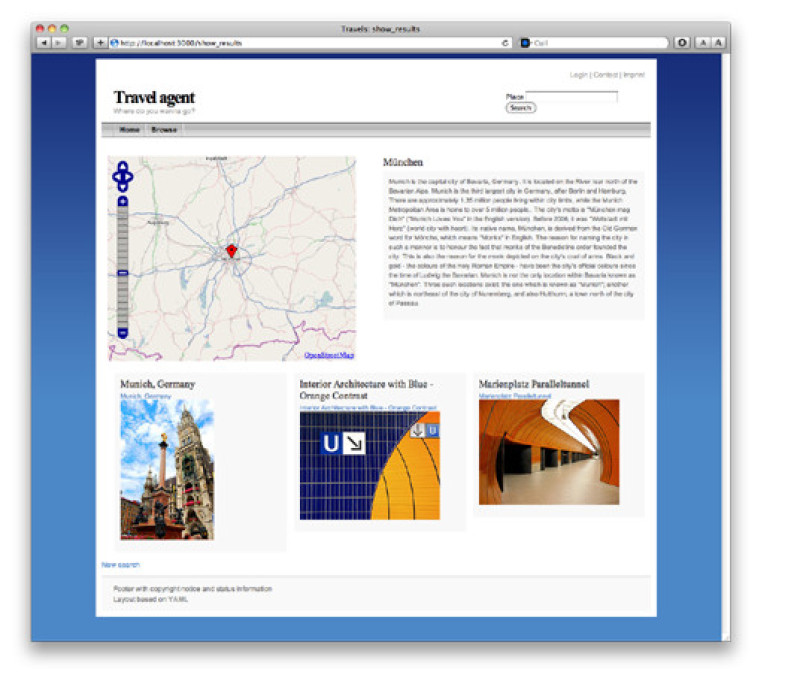 Travels: show_results
http://localhost:3000/show_results
Login | Contact | Imprint
Travel agent
Where do you wanna go?
Place
Search
Home Browse
München
Munich is the capital city of Bavaria, Germany. It is located on the River Isar north of the
Bavarian Alps. Munich is the third largest city in Germany, after Berlin and Hamburg.
There are approximately 1.35 million people living within city limits, while the Munich
Metropolitan Area is home to over 5 million people. . The city's motto is "München mag
Dich" ("Munich Loves You" in the English version). Before 2006, it was "Weltstadt mit
Herz" (world city with heart). Its native name, München, is derived from the Old German
word for Mönche, which means "Monks" in English. The reason for naming the city in
such a manner is to honour the fact that monks of the Benedictine order founded the
city. This is also the reason for the monk depicted on the city's coat of arms. Black and
gold - the colours of the Holy Roman Empire - have been the city's official colours since
the time of Ludwig the Bavarian. Munich is not the only location within Bavaria known as
"München". Three such locations exist: the one which is known as "Munich"; another
which is northeast of the city of Nuremberg, and also a town north of the city
of Passau.
Augsburg
OpenStreetMap
Munich, Germany
Munich, Germany
Interior Architecture with Blue -
Orange Contrast
Interior Architecture with Blue - Orange Contrast
U
U
Marienplatz Paralleltunnel
Marienplatz Paralleltunnel
New search
Footer with copyright notice and status information
Layout based on YAML